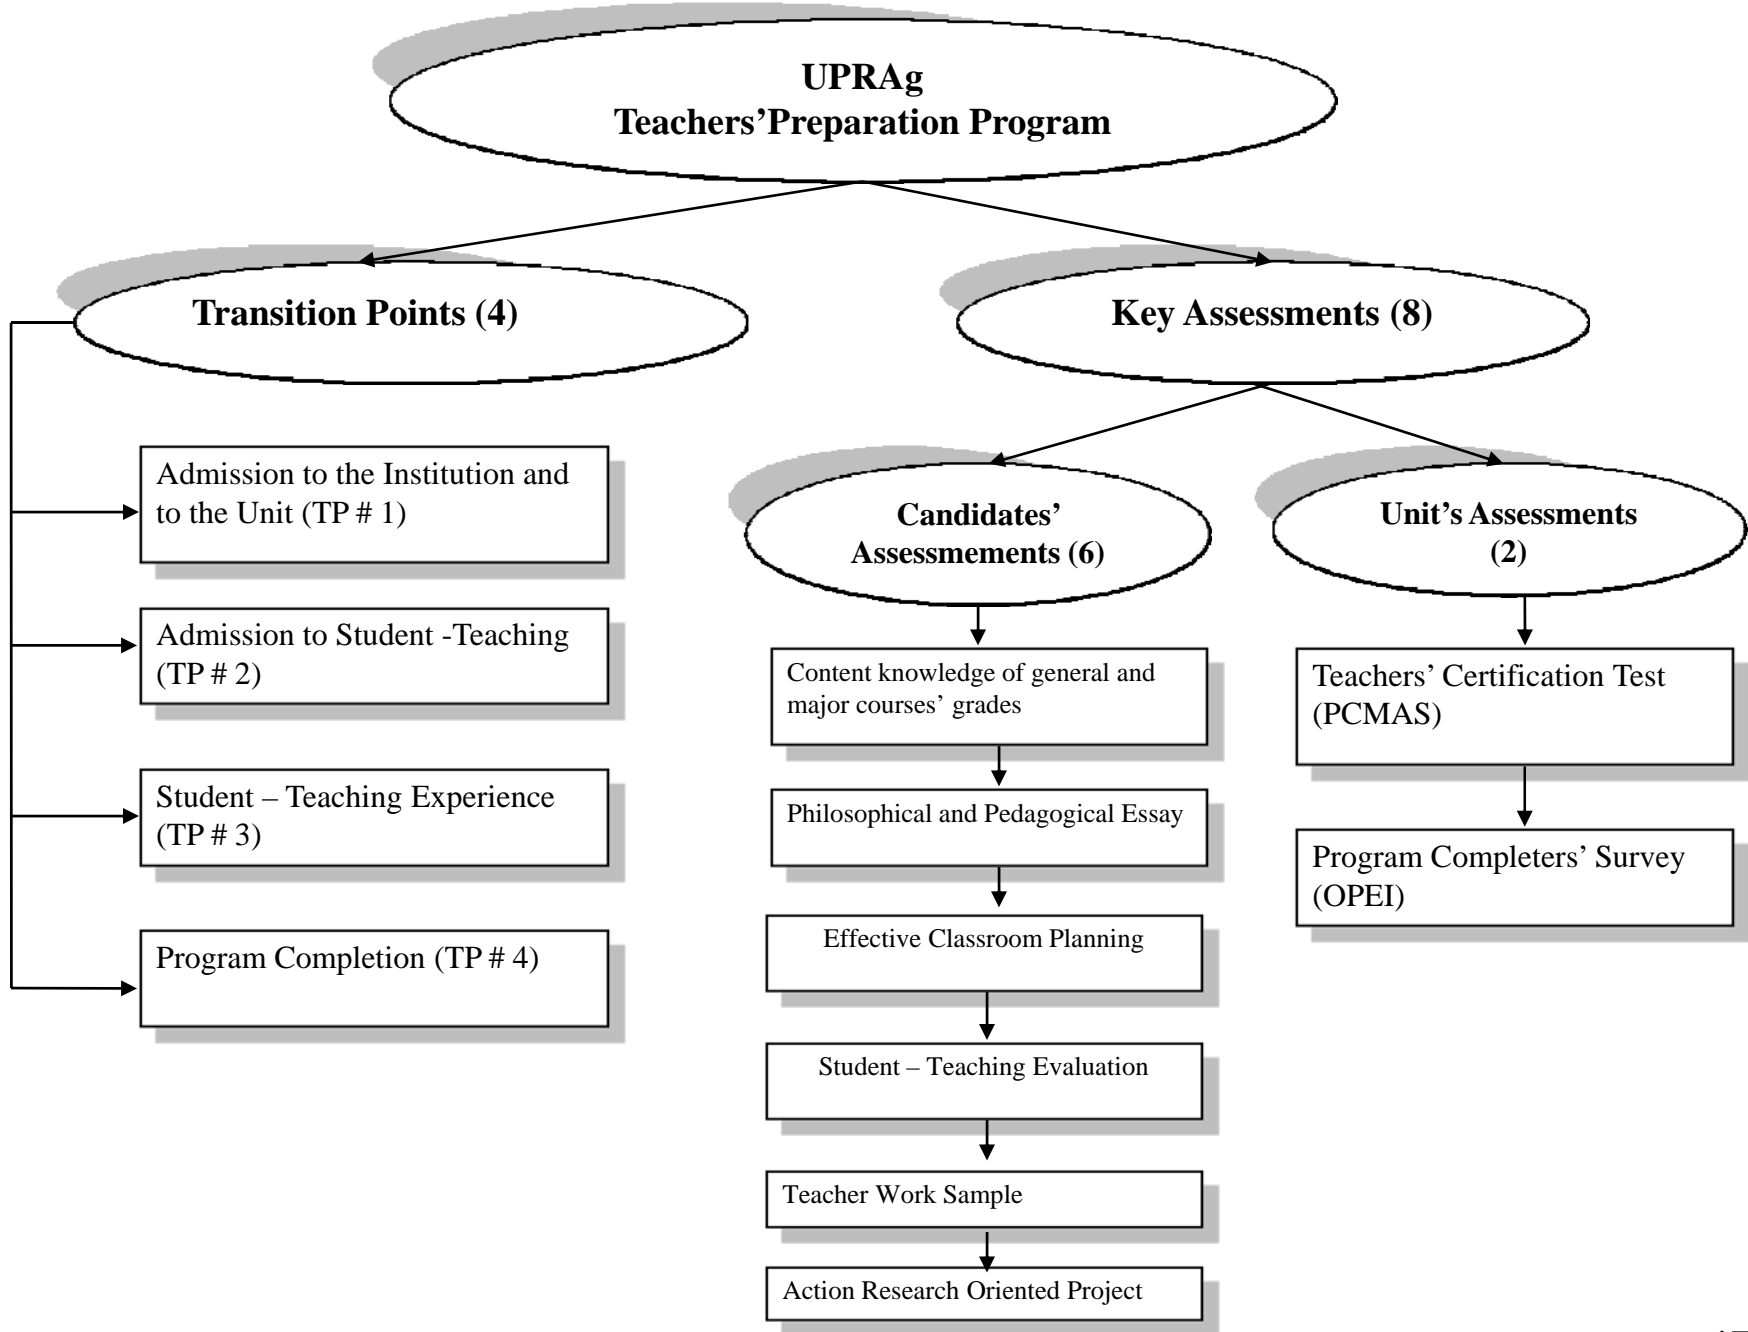 UPRAg
Teachers’Preparation Program
Transition Points (4)
Key Assessments (8)
Admission to the Institution and
to the Unit (TP # 1)
Admission to Student -Teaching
(TP # 2)
Student – Teaching Experience
(TP # 3)
Program Completion (TP # 4)
Candidates’
Assessmements (6)
Content knowledge of general and
major courses’ grades
Philosophical and Pedagogical Essay
Effective Classroom Planning
Student – Teaching Evaluation
Teacher Work Sample
Action Research Oriented Project
Unit’s Assessments
(2)
Teachers’ Certification Test
(PCMAS)
Program Completers’ Survey
(OPEI)